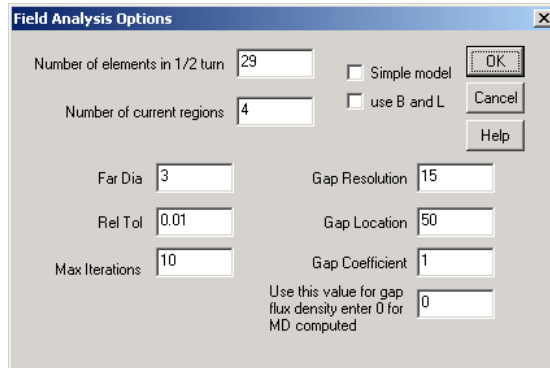 Field Analysis Options
Number of elements in 1/2 turn 29
Simple model
OK
Number of current regions 4
use B and L
Cancel
Help
Far Dia 3
Gap Resolution 15
Rel Tol 0.01
Gap Location 50
Max Iterations 10
Gap Coefficient 1
Use this value for gap
flux density enter 0 for
MD computed
0